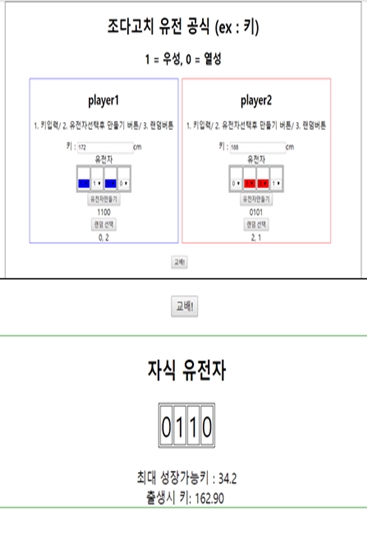 조다고치 유전 공식 (ex : 키)
1 = 우성, 0 = 열성
player1
1. 키입력/ 2. 유전자선택후 만들기 버튼/ 3. 랜덤버튼
키 : 172 cm
유전자
1 0
유전자만들기
1100
랜덤 선택
0, 2
player2
1. 키입력/ 2. 유전자선택후 만들기 버튼/ 3. 랜덤버튼
키 : 168 cm
유전자
0 1
유전자만들기
0101
랜덤 선택
2, 1
교배!
교배!
자식 유전자
0110
최대 성장가능키 : 34.2
출생시 키: 162.90